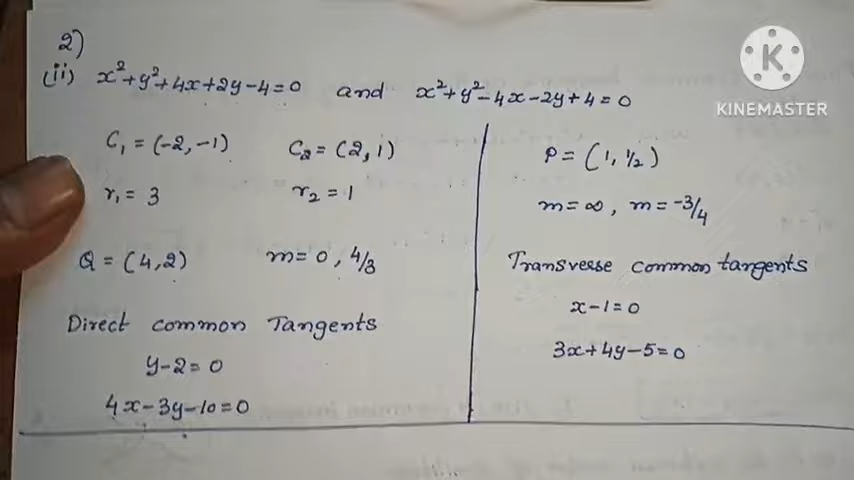 2)
(ii) x²+y²+4x+2y-4=0 and x²+y²-4x-2y+4=0
C₁ = (-2, -1) C₂ = (2, 1)
r₁ = 3 r₂ = 1
Q = (4, 2) m = 0, 4/3
Direct common Tangents
y-2=0
4x-3y-10=0
P = (1, 1/2)
m = ∞, m = -3/4
Transverse common tangents
x-1=0
3x+4y-5=0
K
KINEMASTER